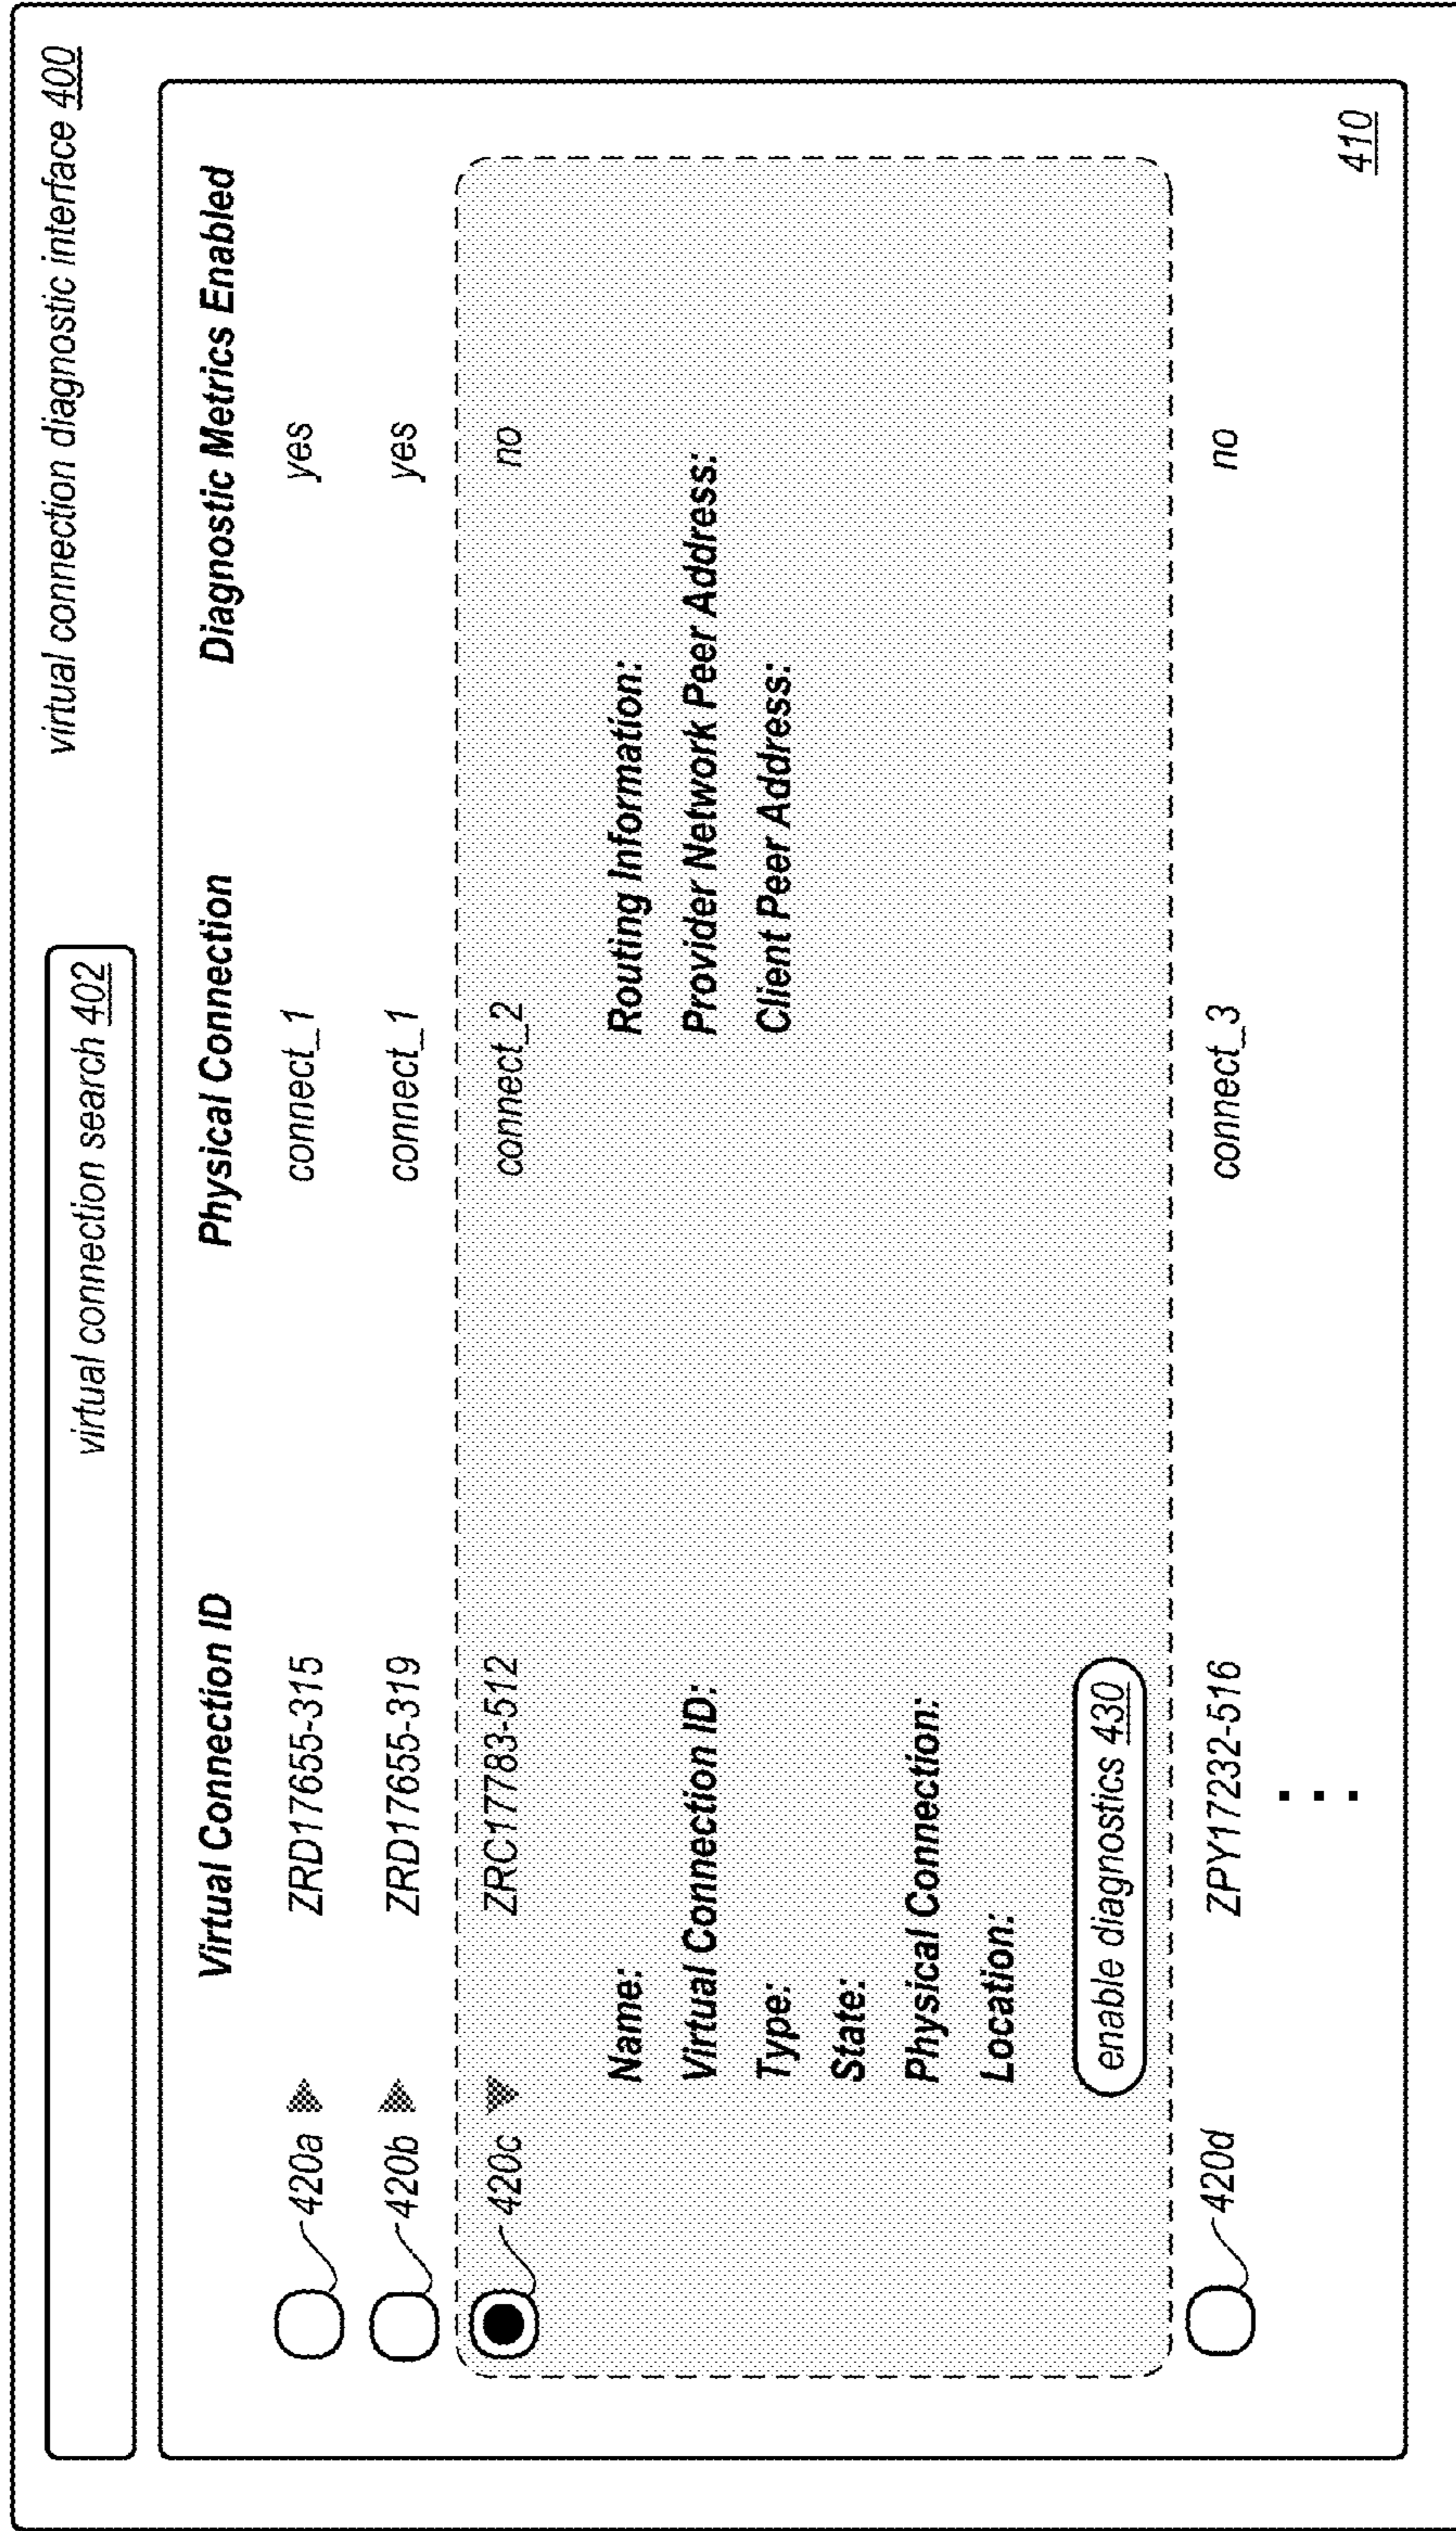 virtual connection search 402
virtual connection diagnostic interface 400
Virtual Connection ID Physical Connection Diagnostic Metrics Enabled
420a ZRD17655-315 connect_1 yes
420b ZRD17655-319 connect_1 yes
420c ZRC17783-512 connect_2 no
Name: Routing Information:
Virtual Connection ID: Provider Network Peer Address:
Type: Client Peer Address:
State:
Physical Connection:
Location:
enable diagnostics 430
420d ZPY17232-516 connect_3 no
410